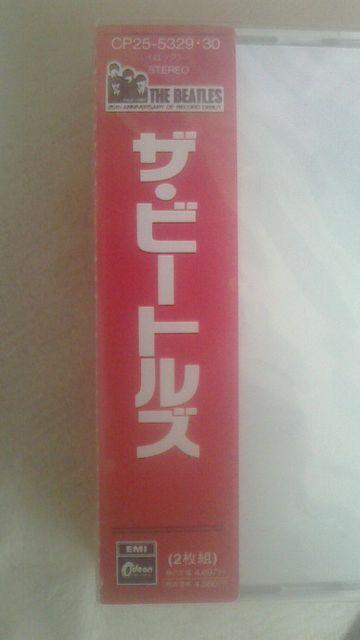 CP25-5329・30
STEREO
THE BEATLES
25th ANNIVERSARY OF RECORD DEBUT
ザ・ビートルズ
EMI
Odeon
(2枚組)